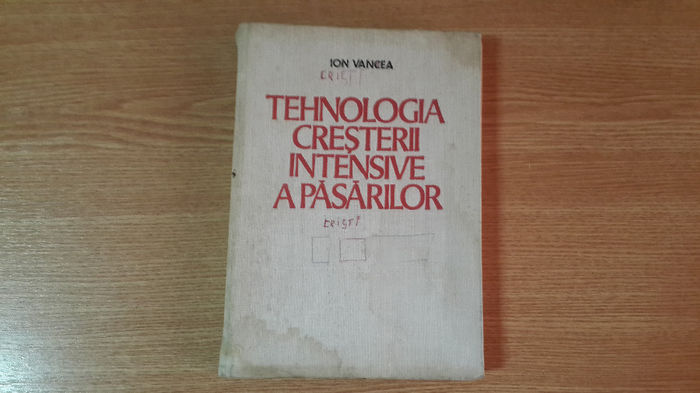 ION VANCEA
TEHNOLOGIA
CREȘTERII
INTENSIVE
A PĂSĂRILOR